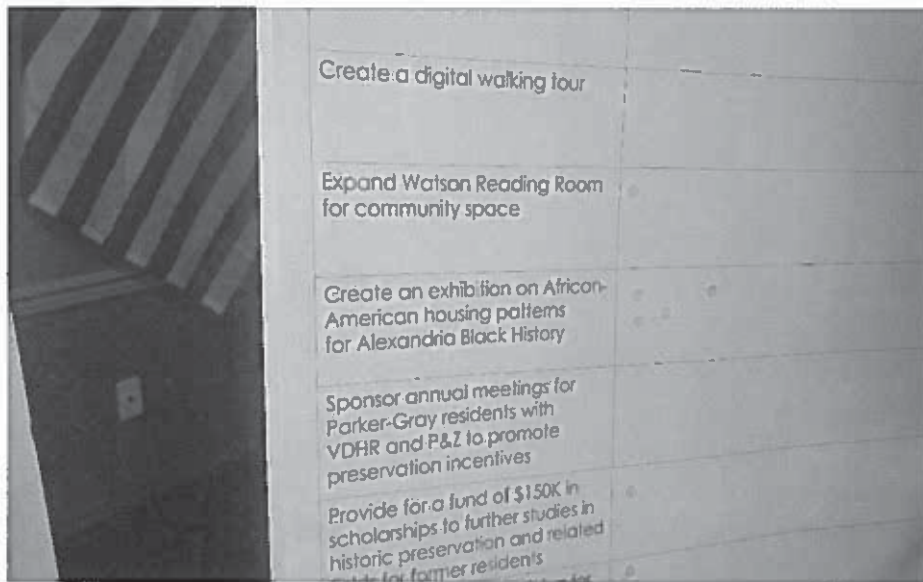 Create a digital walking tour
Expand Watson Reading Room
for community space
Create an exhibition on African-
American housing patterns
for Alexandria Black History
Sponsor annual meetings for
Parker-Gray residents with
VDHR and P&Z to promote
preservation incentives
Provide for a fund of $150K in
scholarships to further studies in
historic preservation and related
for former residents